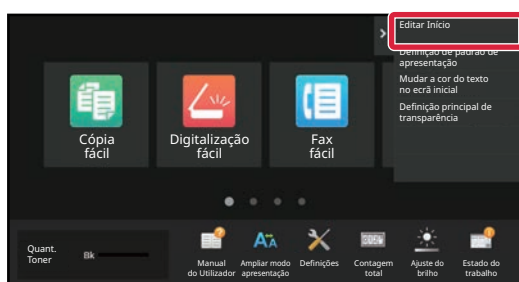 Editar Início
Definição de padrão de
apresentação
Mudar a cor do texto
no ecrã inicial
Definição principal de
transparência
Cópia
fácil
Digitalização
fácil
Fax
fácil
Quant.
Toner
Bk
Manual
do Utilizador
Ampliar modo
apresentação
Definições
Contagem
total
Ajuste do
brilho
Estado do
trabalho